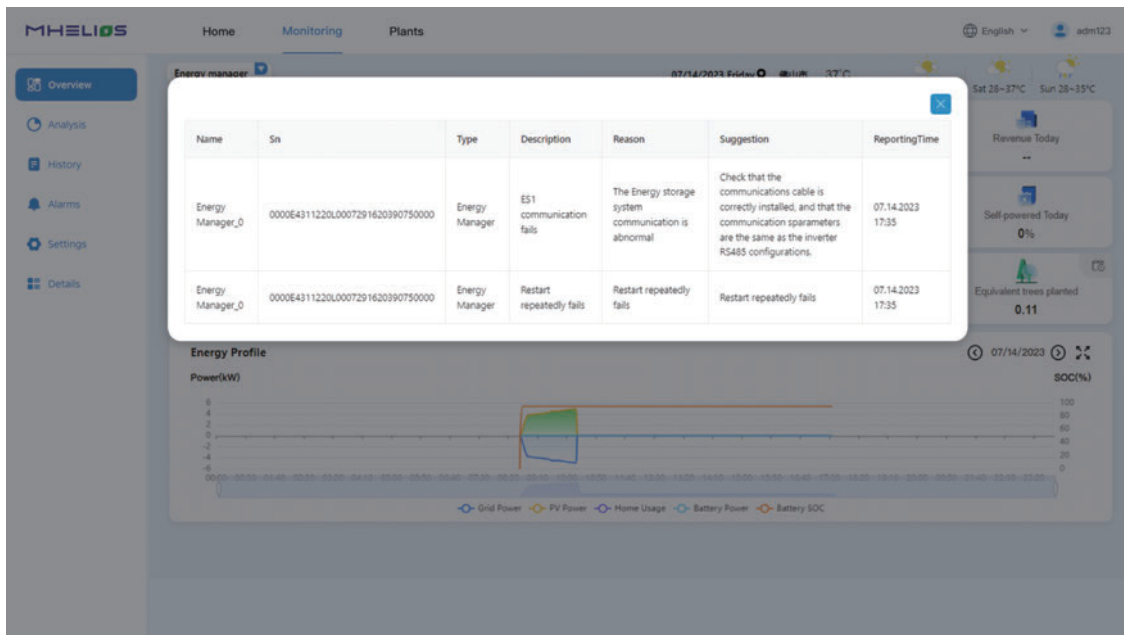 MHELIOS
Home Monitoring Plants English adm123
Energy manager 07/14/2023 Friday 佛山市 37°C
Sat 28~37°C Sun 28~35°C
Overview
Analysis
History
Alarms
Settings
Details
Name Sn Type Description Reason Suggestion ReportingTime
Energy
Manager_0
0000E4311220L0007291620390750000
Energy
Manager
ES1
communication
fails
The Energy storage
system
communication is
abnormal
Check that the
communications cable is
correctly installed, and that the
communication sparameters
are the same as the inverter
RS485 configurations.
07.14.2023
17:35
Energy
Manager_0
0000E4311220L0007291620390750000
Energy
Manager
Restart
repeatedly fails
Restart repeatedly
fails
Restart repeatedly fails
07.14.2023
17:35
Revenue Today
--
Self-powered Today
0%
Equivalent trees planted
0.11
Energy Profile 07/14/2023
Power(kW) SOC(%)
6 100
4 80
2 60
0 40
-2 20
-4 0
-6
Grid Power PV Power Home Usage Battery Power Battery SOC